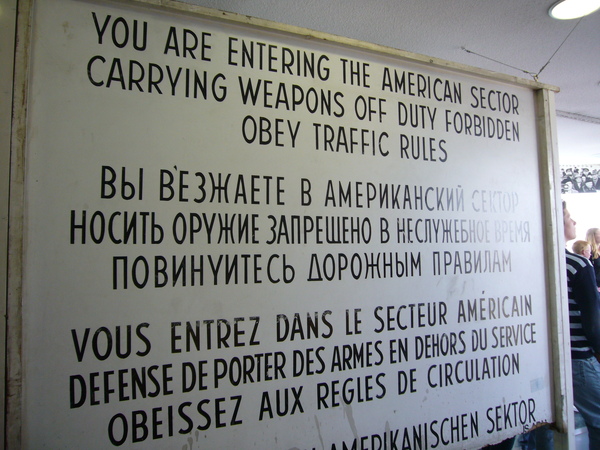 YOU ARE ENTERING THE AMERICAN SECTOR
CARRYING WEAPONS OFF DUTY FORBIDDEN
OBEY TRAFFIC RULES
ВЫ В'ЕЗЖАЕТЕ В АМЕРИКАНСКИЙ СЕКТОР
НОСИТЬ ОРУЖИЕ ЗАПРЕЩЕНО В НЕСЛУЖЕБНОЕ ВРЕМЯ
ПОВИНУИТЕСЬ ДОРОЖНЫМ ПРАВИЛАМ
VOUS ENTREZ DANS LE SECTEUR AMÉRICAIN
DEFENSE DE PORTER DES ARMES EN DEHORS DU SERVICE
OBEISSEZ AUX REGLES DE CIRCULATION
AMERIKANISCHEN SEKTOR